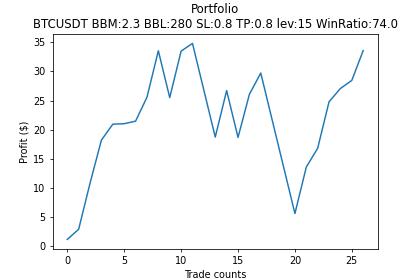 Portfolio
BTCUSDT BBM:2.3 BBL:280 SL:0.8 TP:0.8 lev:15 WinRatio:74.0
35
30
25
20
15
10
5
0
Profit ($)
0 5 10 15 20 25
Trade counts